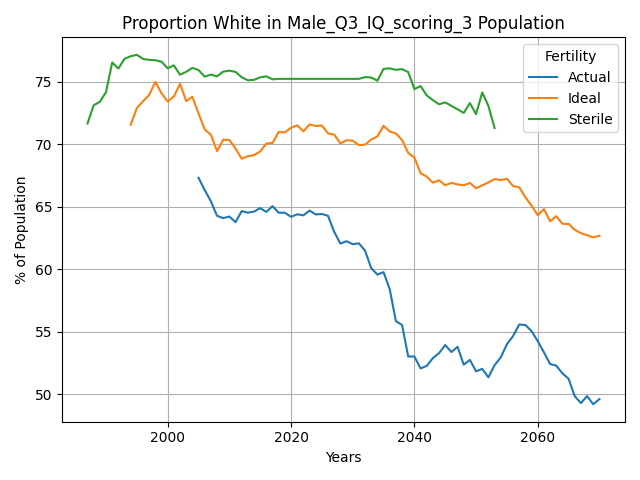 Proportion White in Male_Q3_IQ_scoring_3 Population
Fertility
Actual
Ideal
Sterile
% of Population
75
70
65
60
55
50
2000
2020
2040
2060
Years